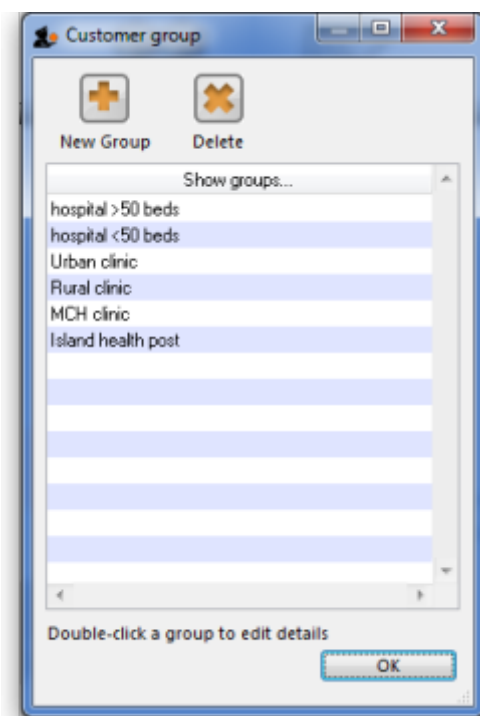 Customer group
New Group Delete
Show groups...
hospital >50 beds
hospital <50 beds
Urban clinic
Rural clinic
MCH clinic
Island health post
Double-click a group to edit details
OK